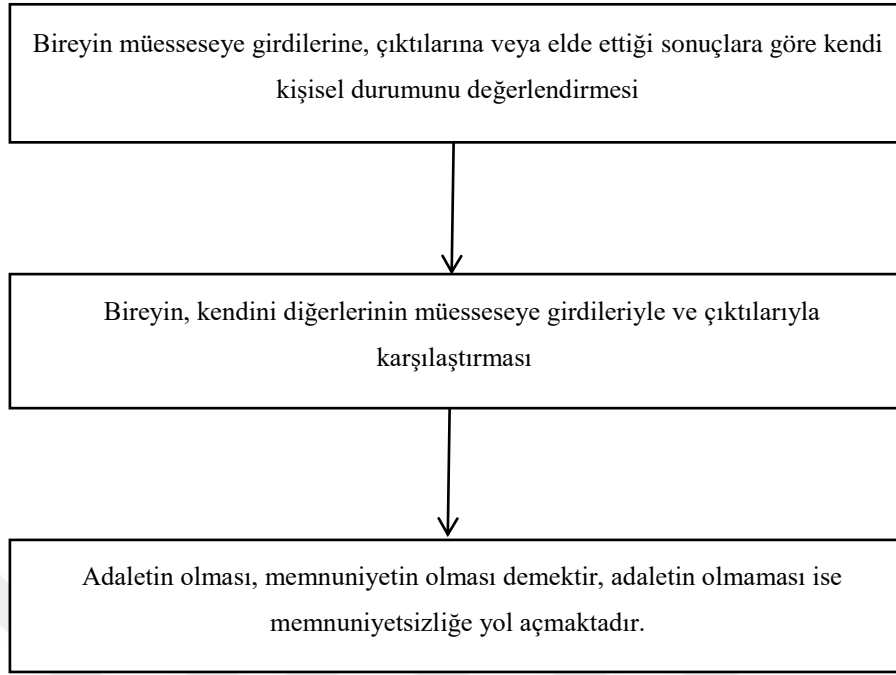 Bireyin müesseseye girdilerine, çıktılarına veya elde ettiği sonuçlara göre kendi
kişisel durumunu değerlendirmesi
Bireyin, kendini diğerlerinin müesseseye girdileriyle ve çıktılarıyla
karşılaştırması
Adaletin olması, memnuniyetin olması demektir, adaletin olmaması ise
memnuniyetsizliğe yol açmaktadır.